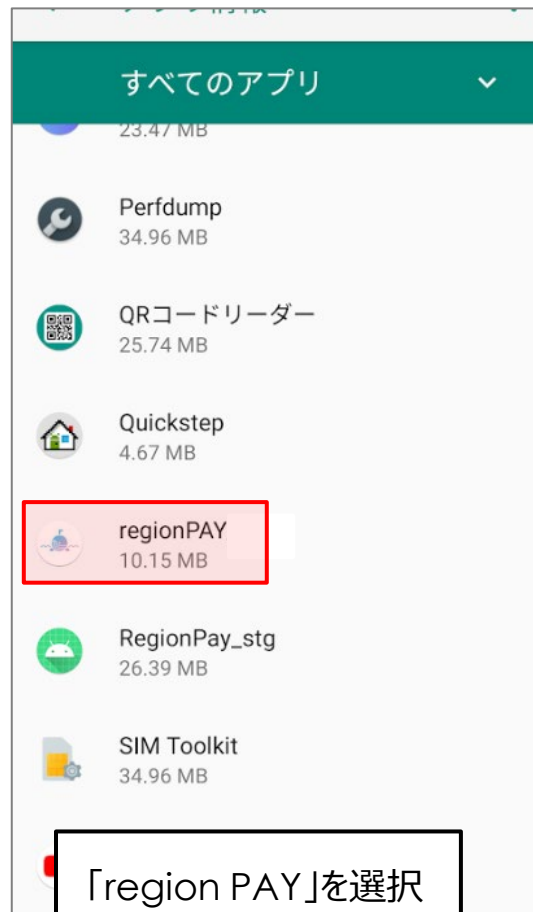 すべてのアプリ
23.47 MB
Perfdump
34.96 MB
QRコードリーダー
25.74 MB
Quickstep
4.67 MB
regionPAY
10.15 MB
RegionPay_stg
26.39 MB
SIM Toolkit
34.96 MB
「region PAY」を選択